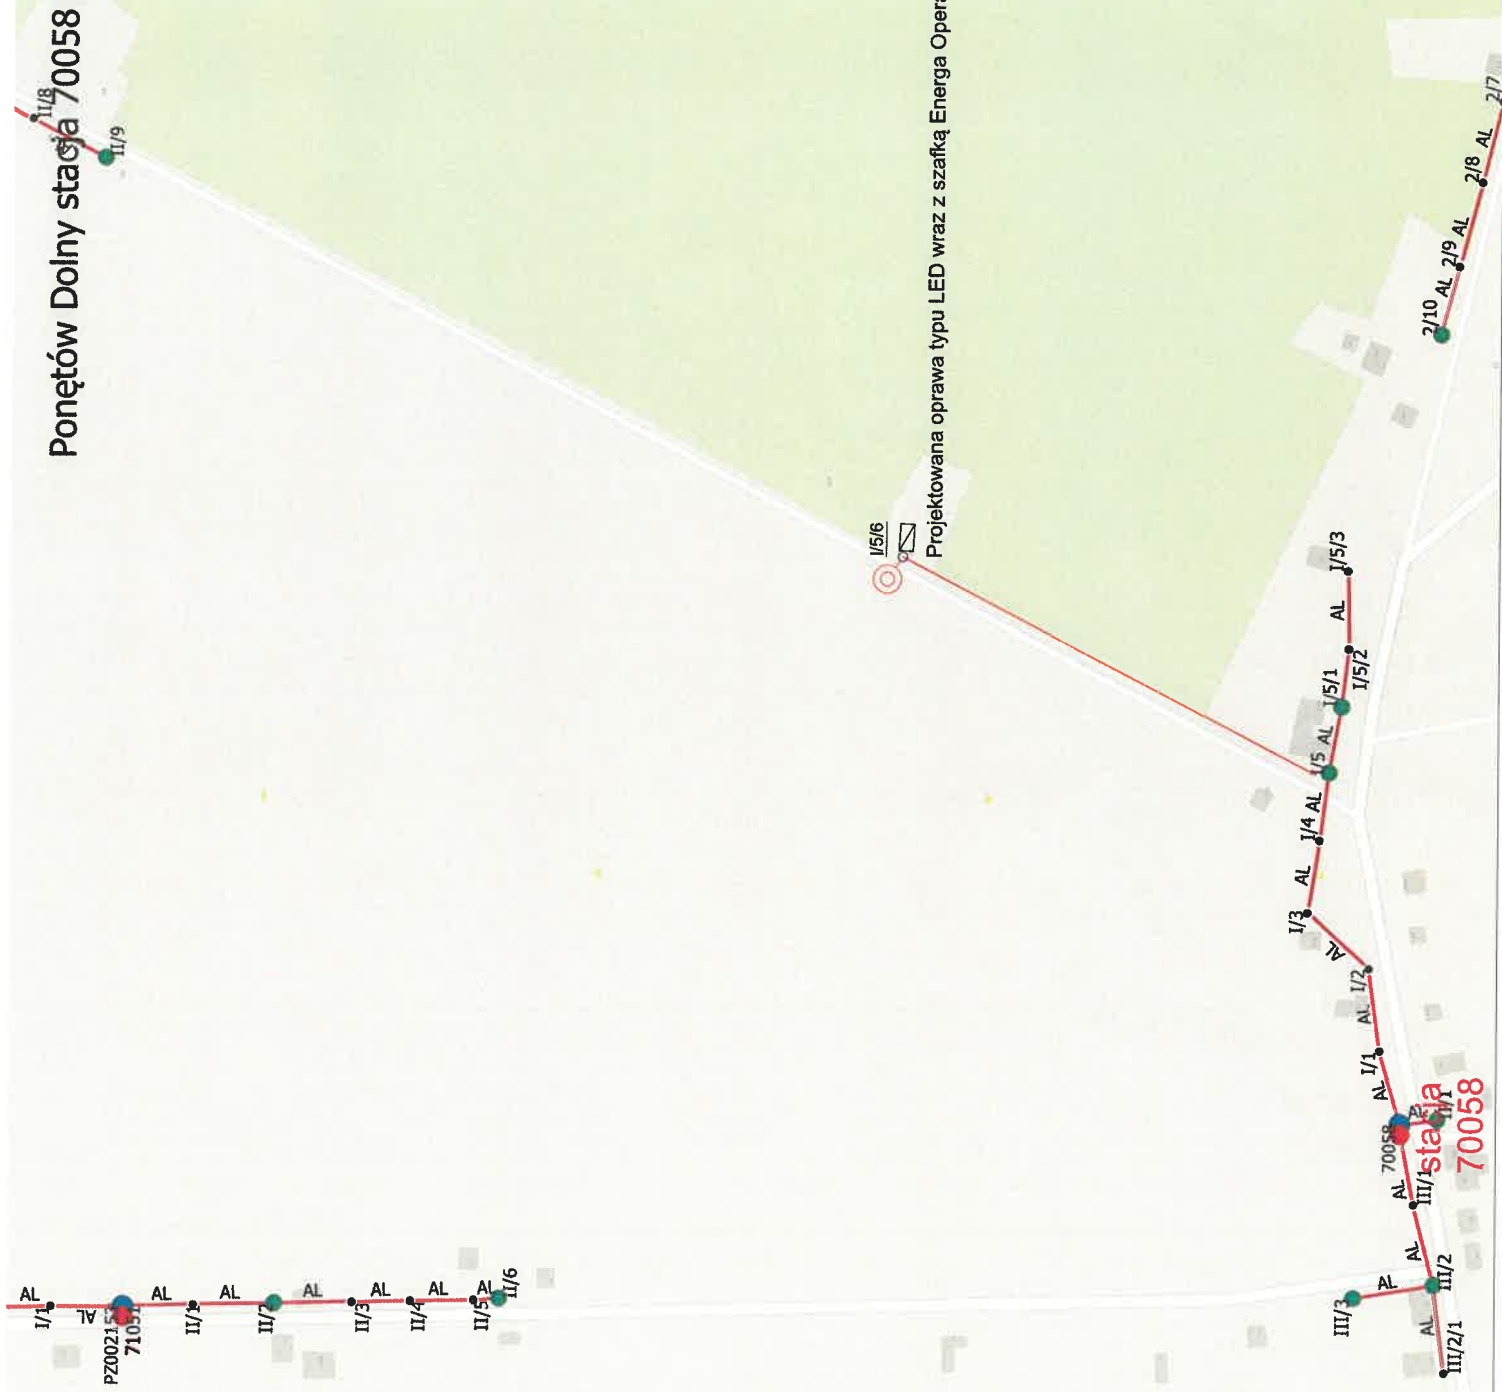 Ponętów Dolny stacja 70058
II/8
II/9
Projektowana oprawa typu LED wraz z szafką Energa Opera
I/5/6
2/7
AL
2/8
AL
2/9
AL
2/10
I/5/3
AL
I/5/2
I/5/1
AL
I/5
AL
I/4
AL
I/3
AL
I/2
AL
I/1
AL
70058
AL
II/1
stacja
70058
AL
III/1
AL
III/2
AL
III/3
AL
III/2/1
AL
I/1
AL
71051
AL
II/1
AL
II/2
AL
II/3
AL
II/4
AL
II/5
AL
II/6